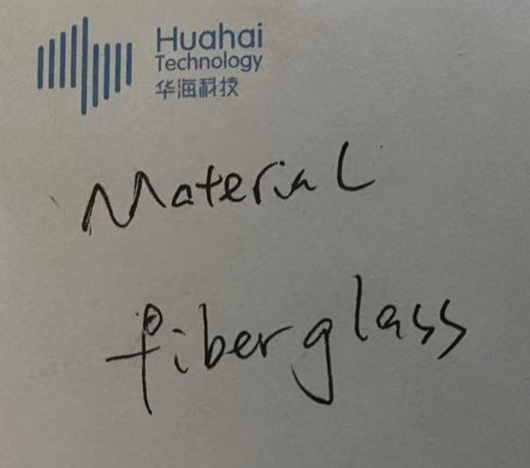 Huahai
Technology
华海科技
Material
fiberglass